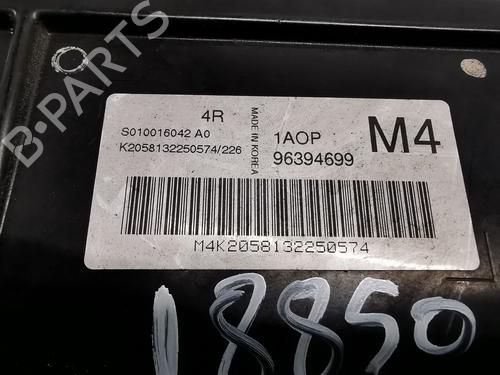 4R
S010016042 A0
K2058132250574/226
MADE IN KOREA
1AOP
96394699
M4
M4K2058132250574
18850
B-PARTS